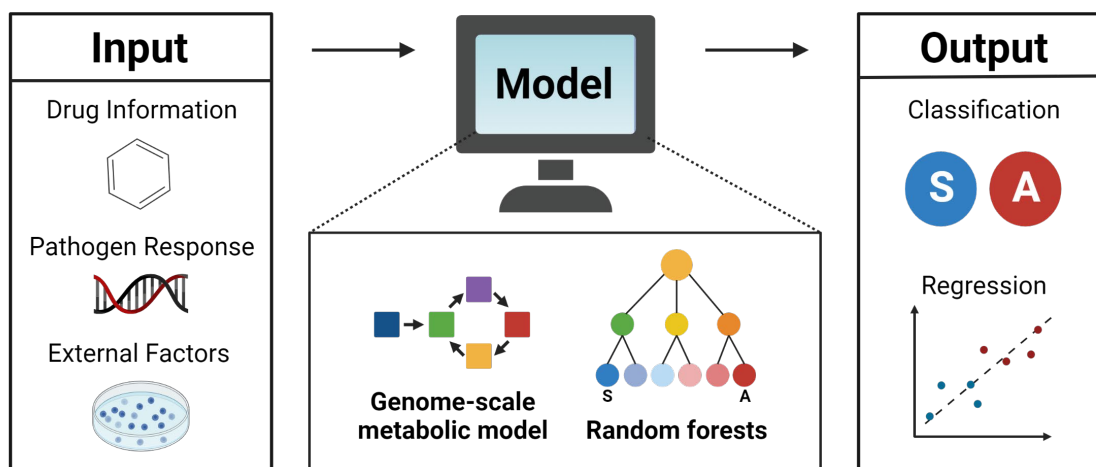 Input
Drug Information
Pathogen Response
External Factors
Model
S
A
Genome-scale
metabolic model
Random forests
Output
Classification
S
A
Regression